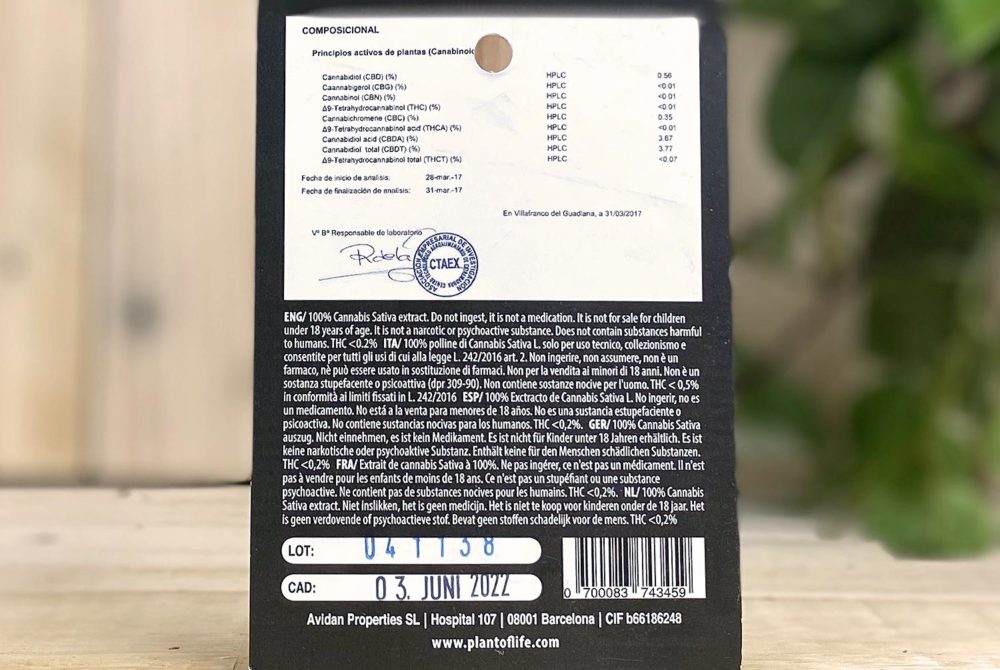 COMPOSICIONAL
Principios activos de plantas (Canabinoid
Cannabidiol (CBD) (%) HPLC 0.56
Caannabigerol (CBG) (%) HPLC <0.01
Cannabinol (CBN) (%) HPLC <0.01
Δ9-Tetrahydrocannabinol (THC) (%) HPLC <0.01
Cannabichromene (CBC) (%) HPLC 0.35
Δ9-Tetrahydrocannabinol acid (THCA) (%) HPLC <0.01
Cannabidiol acid (CBDA) (%) HPLC 3.67
Cannabidiol total (CBDT) (%) HPLC 3.77
Δ9-Tetrahydrocannabinol total (THCT) (%) HPLC <0.07
Fecha de inicio de analisis: 28-mar.-17
Fecha de finalización de analisis: 31-mar-17
En Villafranco del Guadiana, a 31/03/2017
Vº Bº Responsable de laboratorio
CTAEX
ENG/ 100% Cannabis Sativa extract. Do not ingest, it is not a medication. It is not for sale for children
under 18 years of age. It is not a narcotic or psychoactive substance. Does not contain substances harmful
to humans. THC <0.2% ITA/ 100% polline di Cannabis Sativa L. solo per uso tecnico, collezionismo e
consentite per tutti gli usi di cui alla legge L. 242/2016 art. 2. Non ingerire, non assumere, non è un
farmaco, nè può essere usato in sostituzione di farmaci. Non per la vendita ai minori di 18 anni. Non è un
sostanza stupefacente o psicoattiva (dpr 309-90). Non contiene sostanze nocive per l'uomo. THC < 0,5%
in conformità ai limiti fissati in L. 242/2016 ESP/ 100% Exctracto de Cannabis Sativa L. No ingerir, no es
un medicamento. No está a la venta para menores de 18 años. No es una sustancia estupefaciente o
psicoactiva. No contiene sustancias nocivas para los humanos. THC <0,2%. GER/ 100% Cannabis Sativa
auszug. Nicht einnehmen, es ist kein Medikament. Es ist nicht für Kinder unter 18 Jahren erhältlich. Es ist
keine narkotische oder psychoaktive Substanz. Enthält keine für den Menschen schädlichen Substanzen.
THC <0,2% FRA/ Extrait de cannabis Sativa à 100%. Ne pas ingérer, ce n'est pas un médicament. Il n'est
pas à vendre pour les enfants de moins de 18 ans. Ce n'est pas un stupéfiant ou une substance
psychoactive. Ne contient pas de substances nocives pour les humains. THC <0,2%. NL/ 100% Cannabis
Sativa extract. Niet inslikken, het is geen medicijn. Het is niet te koop voor kinderen onder de 18 jaar. Het
is geen verdovende of psychoactieve stof. Bevat geen stoffen schadelijk voor de mens. THC <0,2%
LOT: 041138
CAD: 03. JUNI 2022
0 700083 743459
Avidan Properties SL | Hospital 107 | 08001 Barcelona | CIF b66186248
www.plantoflife.com